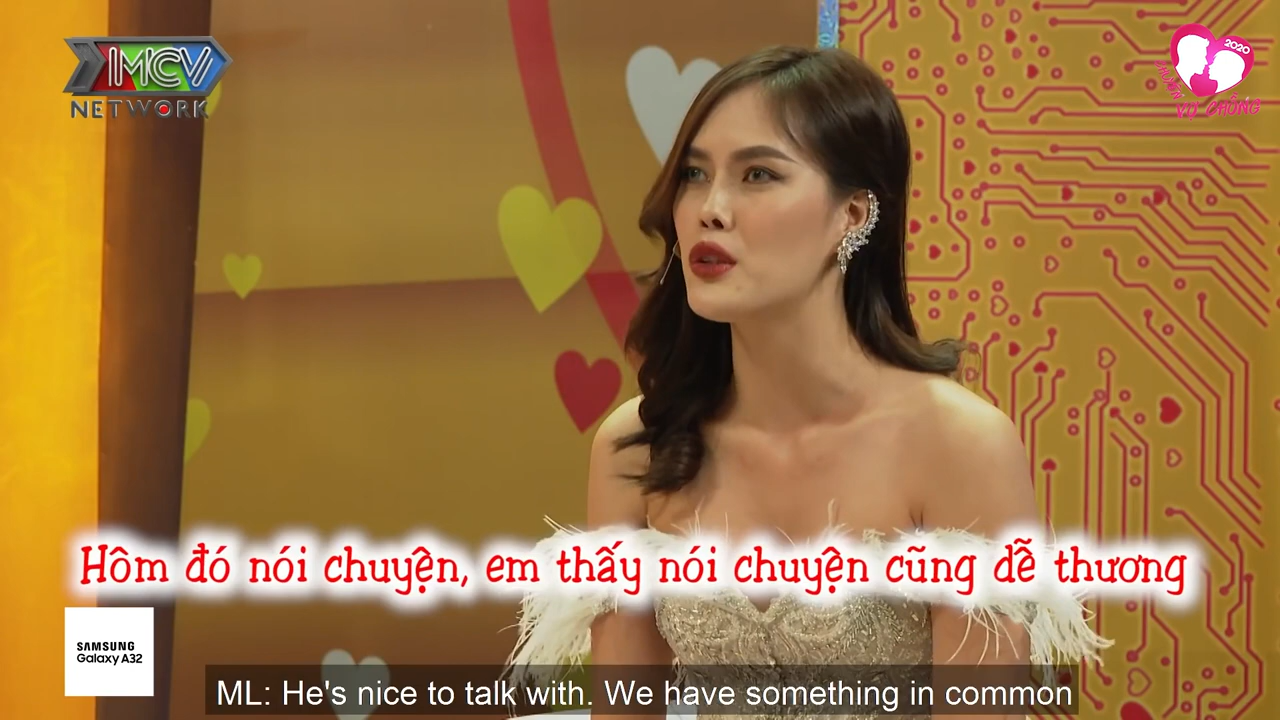 MCV
NETWORK
2020
CHUYỆN
VỢ CHỒNG
Hôm đó nói chuyện, em thấy nói chuyện cũng dễ thương
SAMSUNG
Galaxy A32
ML: He's nice to talk with. We have something in common